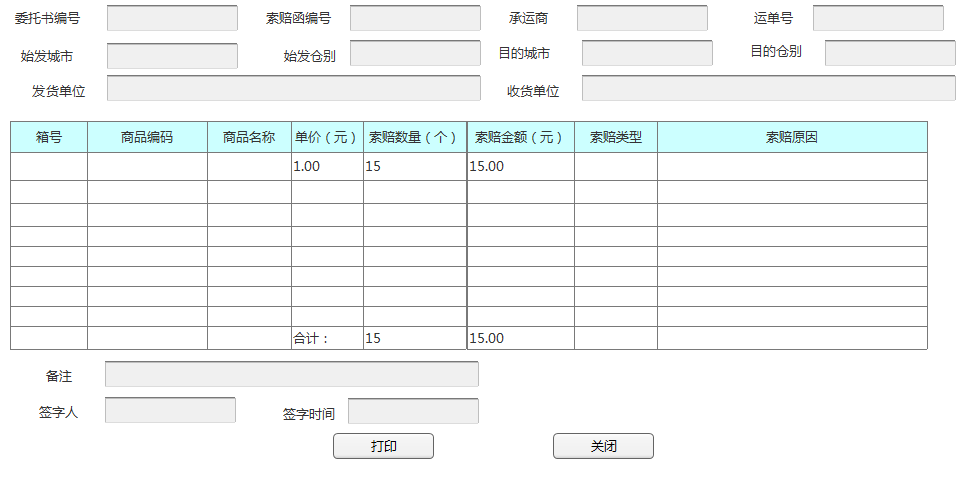 委托书编号 索赔函编号 承运商 运单号
始发城市 始发仓别 目的城市 目的仓别
发货单位 收货单位
箱号 商品编码 商品名称 单价（元） 索赔数量（个） 索赔金额（元） 索赔类型 索赔原因
1.00 15 15.00
合计： 15 15.00
备注
签字人 签字时间
打印 关闭